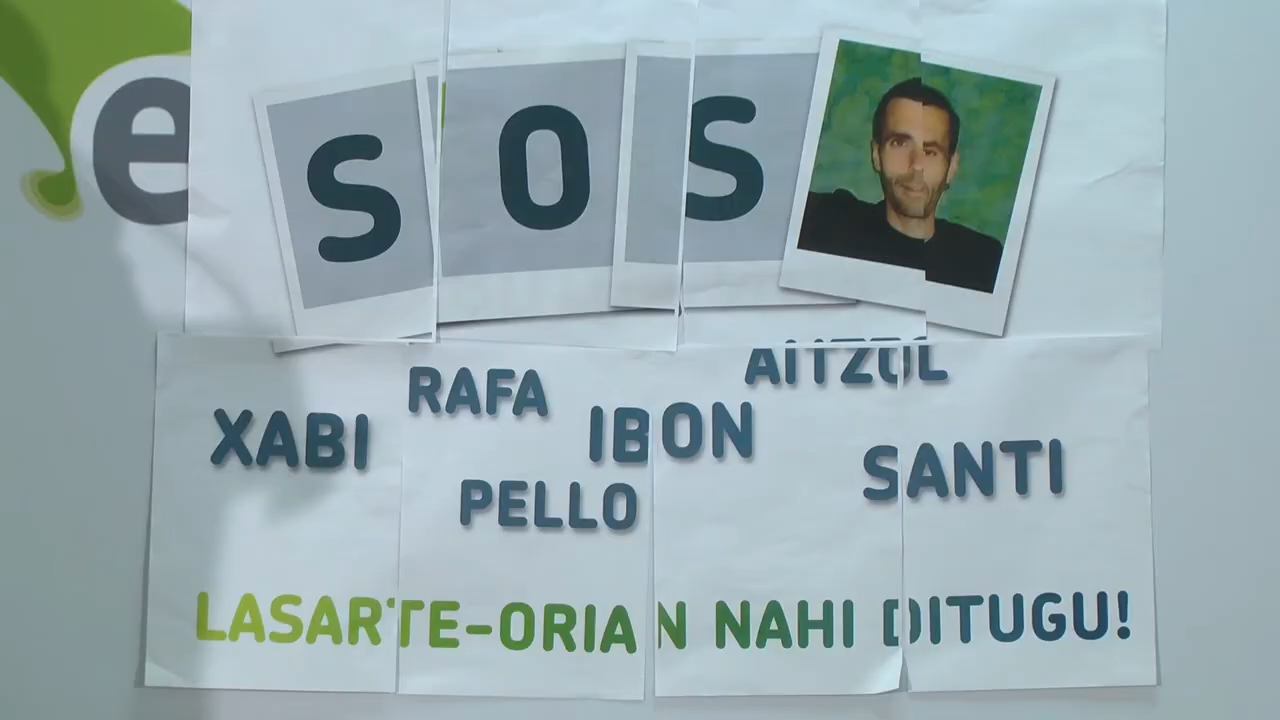 e
SOS
AITZOL
RAFA
XABI
IBON
SANTI
PELLO
LASARTE-ORIAN NAHI DITUGU!